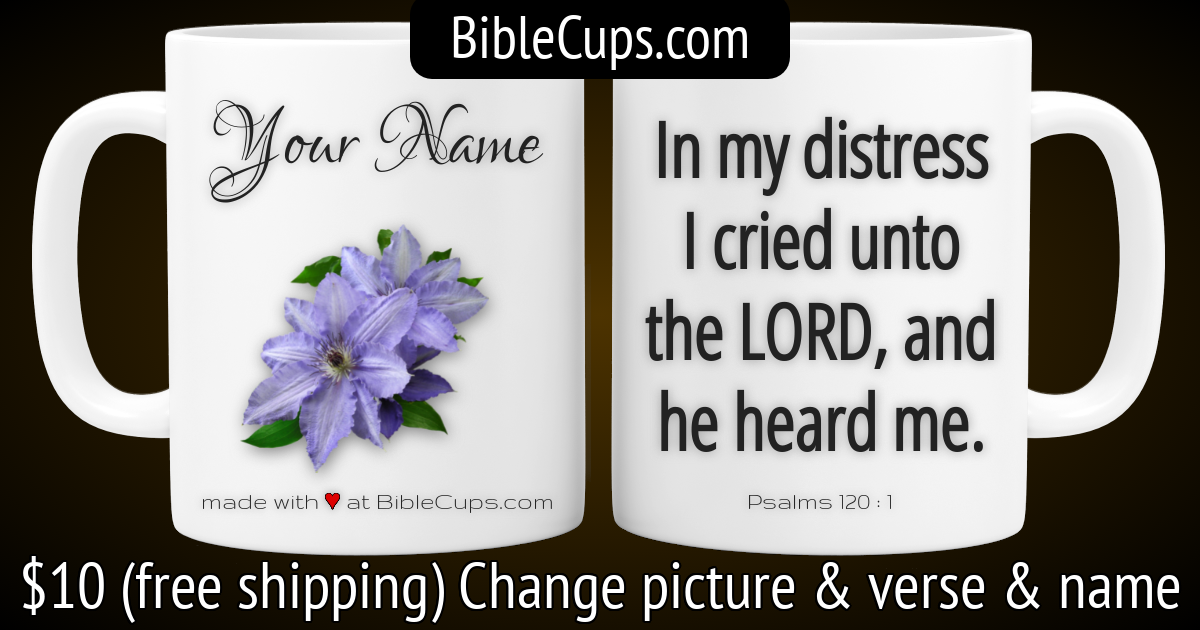 BibleCups.com
Your Name
made with ♥ at BibleCups.com
In my distress
I cried unto
the LORD, and
he heard me.
Psalms 120 : 1
$10 (free shipping) Change picture & verse & name